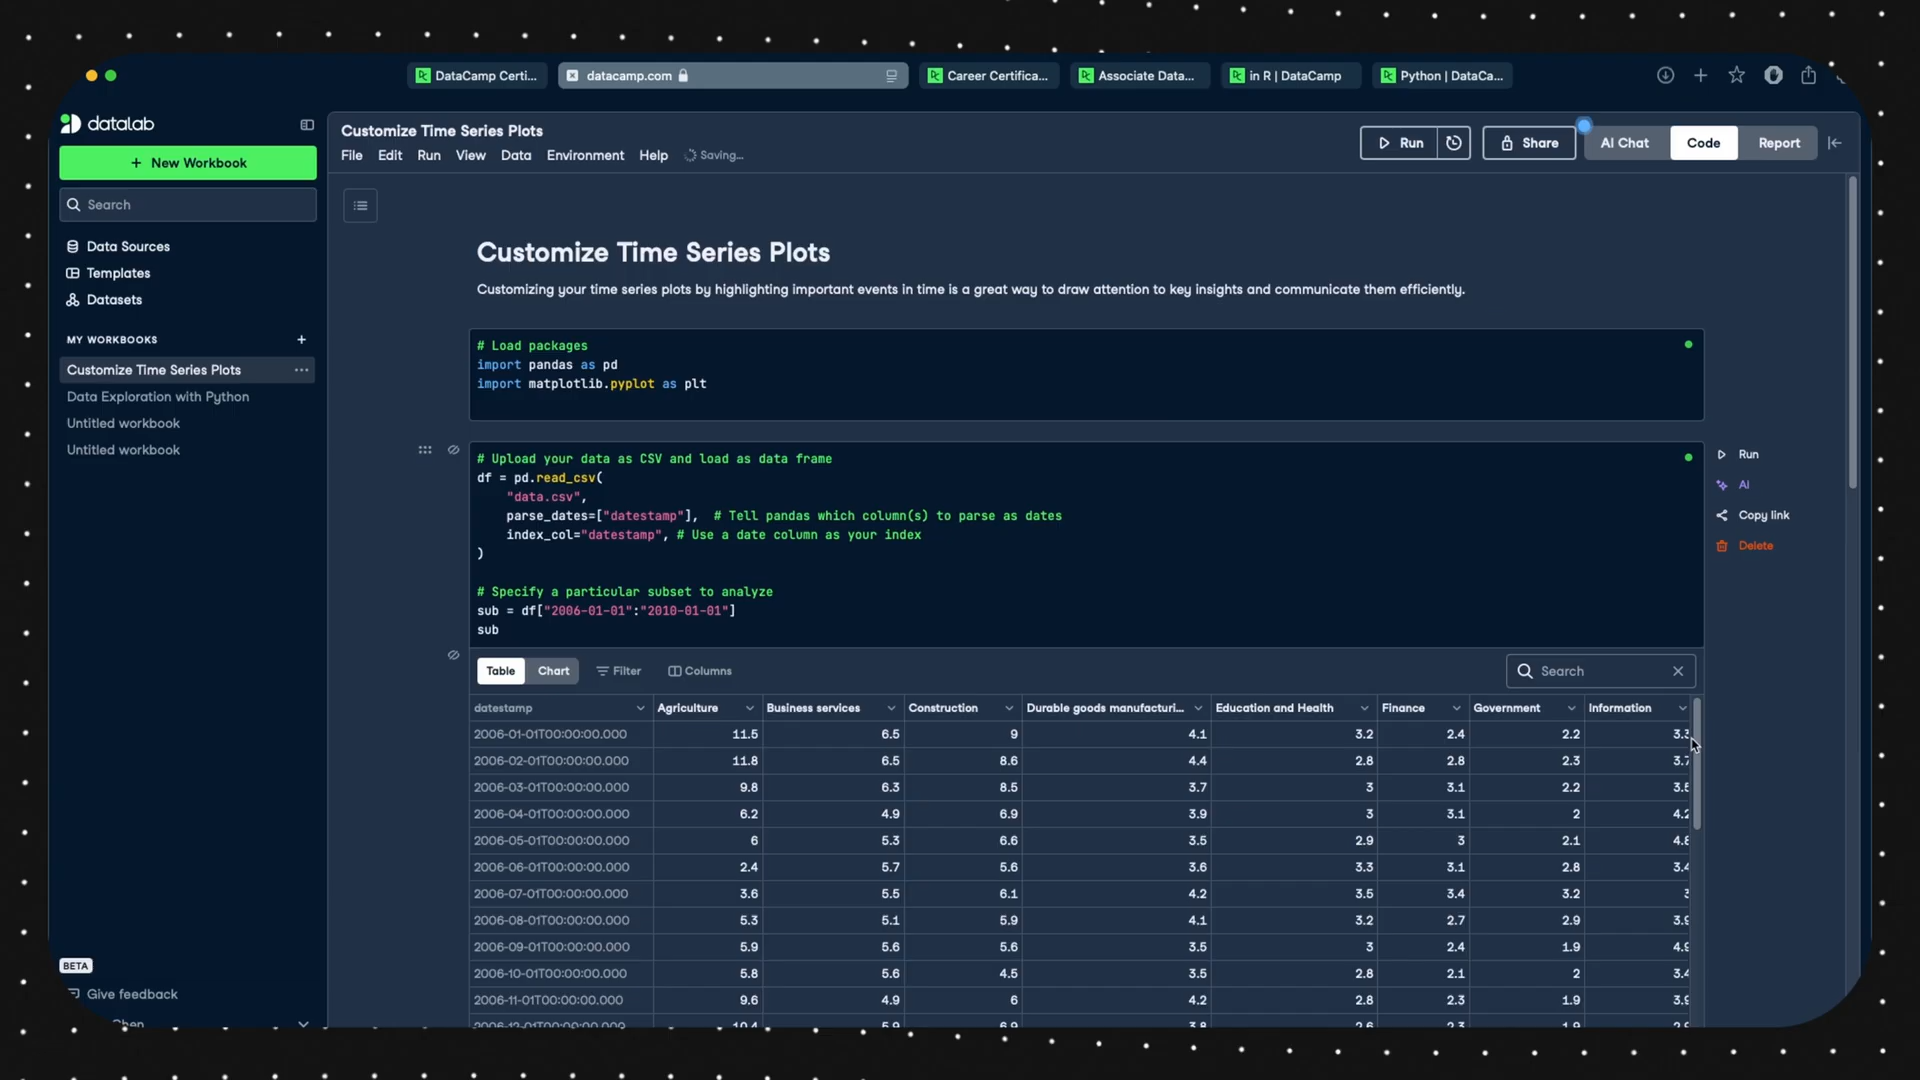 DataCamp Certi...
datacamp.com
Career Certifica...
Associate Data...
in R | DataCamp
Python | DataCa...
datalab
New Workbook
Search
Data Sources
Templates
Datasets
MY WORKBOOKS
Customize Time Series Plots
Data Exploration with Python
Untitled workbook
Untitled workbook
BETA
Give feedback
Customize Time Series Plots
File Edit Run View Data Environment Help Saving...
Run
Share
AI Chat
Code
Report
Customize Time Series Plots
Customizing your time series plots by highlighting important events in time is a great way to draw attention to key insights and communicate them efficiently.
# Load packages
import pandas as pd
import matplotlib.pyplot as plt
# Upload your data as CSV and load as data frame
df = pd.read_csv(
"data.csv",
parse_dates=["datestamp"],  # Tell pandas which column(s) to parse as dates
index_col="datestamp", # Use a date column as your index
)
# Specify a particular subset to analyze
sub = df["2006-01-01":"2010-01-01"]
sub
Run
AI
Copy link
Delete
Table Chart Filter Columns
Search
datestamp Agriculture Business services Construction Durable goods manufacturi... Education and Health Finance Government Information
2006-01-01T00:00:00.000 11.5 6.5 9 4.1 3.2 2.4 2.2 3.3
2006-02-01T00:00:00.000 11.8 6.5 8.6 4.4 2.8 2.8 2.3 3.7
2006-03-01T00:00:00.000 9.8 6.3 8.5 3.7 3 3.1 2.2
2006-04-01T00:00:00.000 6.2 4.9 6.9 3.9 3 3.1 2 4.2
2006-05-01T00:00:00.000 6 5.3 6.6 3.5 2.9 3 2.1
2006-06-01T00:00:00.000 2.4 5.7 5.6 3.6 3.3 3.1 2.8 3.4
2006-07-01T00:00:00.000 3.6 5.5 6.1 4.2 3.5 3.4 3.2 3
2006-08-01T00:00:00.000 5.3 5.1 5.9 4.1 3.2 2.7 2.9
2006-09-01T00:00:00.000 5.9 5.6 5.6 3.5 3 2.4 1.9
2006-10-01T00:00:00.000 5.8 5.6 4.5 3.5 2.8 2.1 2 3.4
2006-11-01T00:00:00.000 9.6 4.9 6 4.2 2.8 2.3 1.9